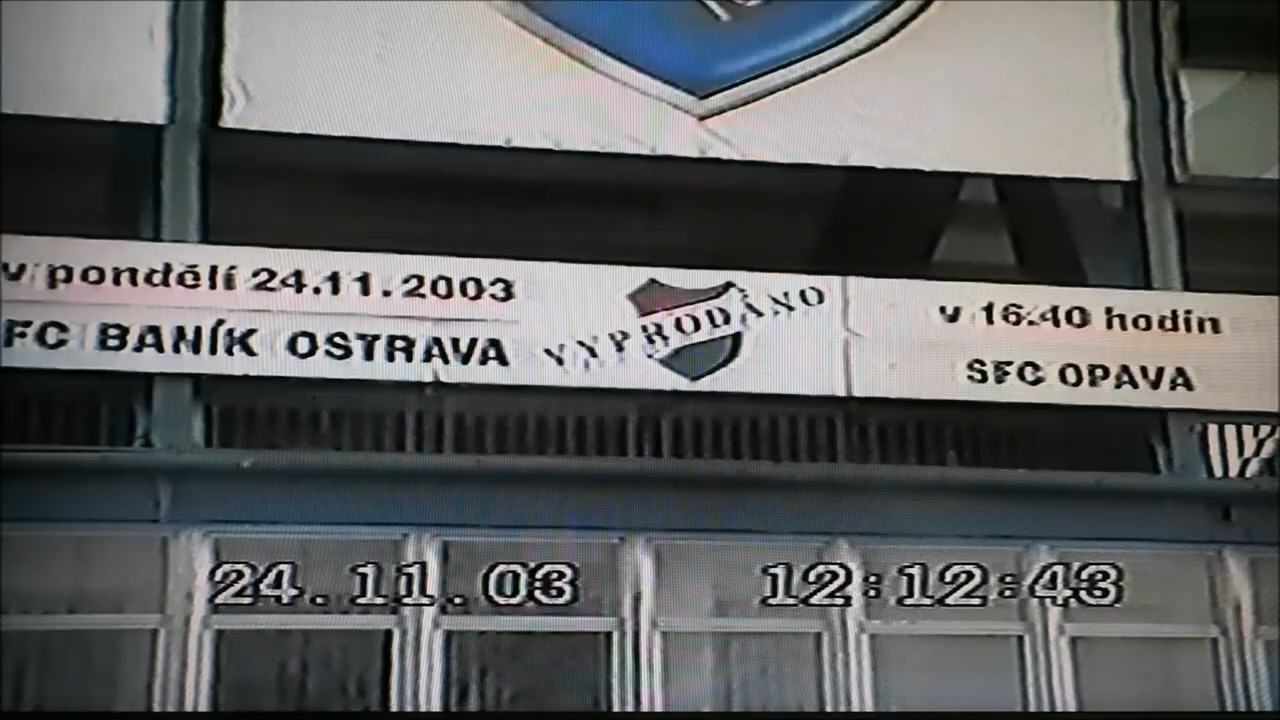 v pondělí 24.11.2003
FC BANÍK OSTRAVA
VYPRODÁNO
v 16.40 hodin
SFC OPAVA
24.11.03
12:12:43